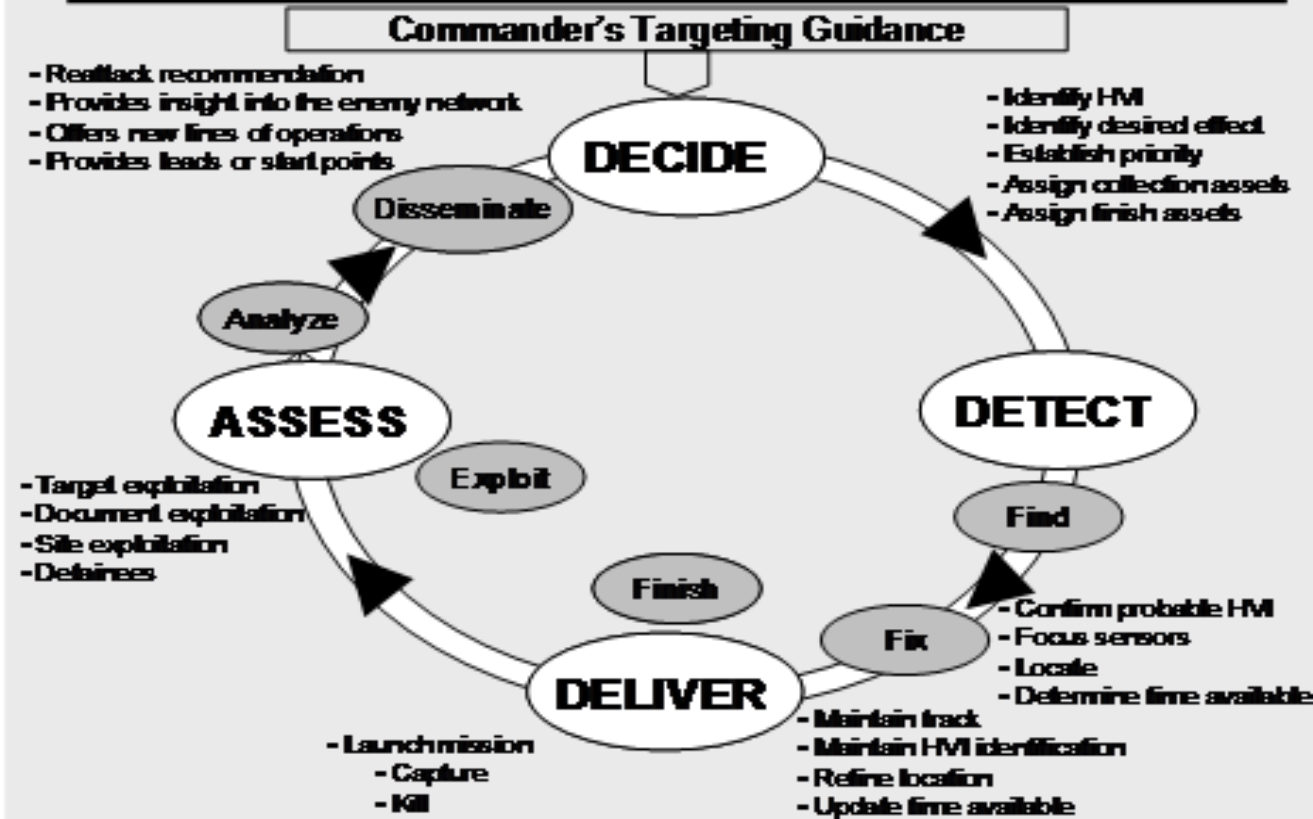 Commander's Targeting Guidance
- Reattack recommendation
- Provides insight into the enemy network
- Offers new lines of operations
- Provides leads or start points
DECIDE
- Identify HVI
- Identify desired effect
- Establish priority
- Assign collection assets
- Assign finish assets
Disseminate
Analyze
ASSESS
DETECT
Exploit
- Target exploitation
- Document exploitation
- Site exploitation
- Detainees
Find
Finish
Fix
- Confirm probable HVI
- Focus sensors
- Locate
- Determine time available
DELIVER
- Launch mission
- Capture
- Kill
- Maintain track
- Maintain HVI identification
- Refine location
- Update time available